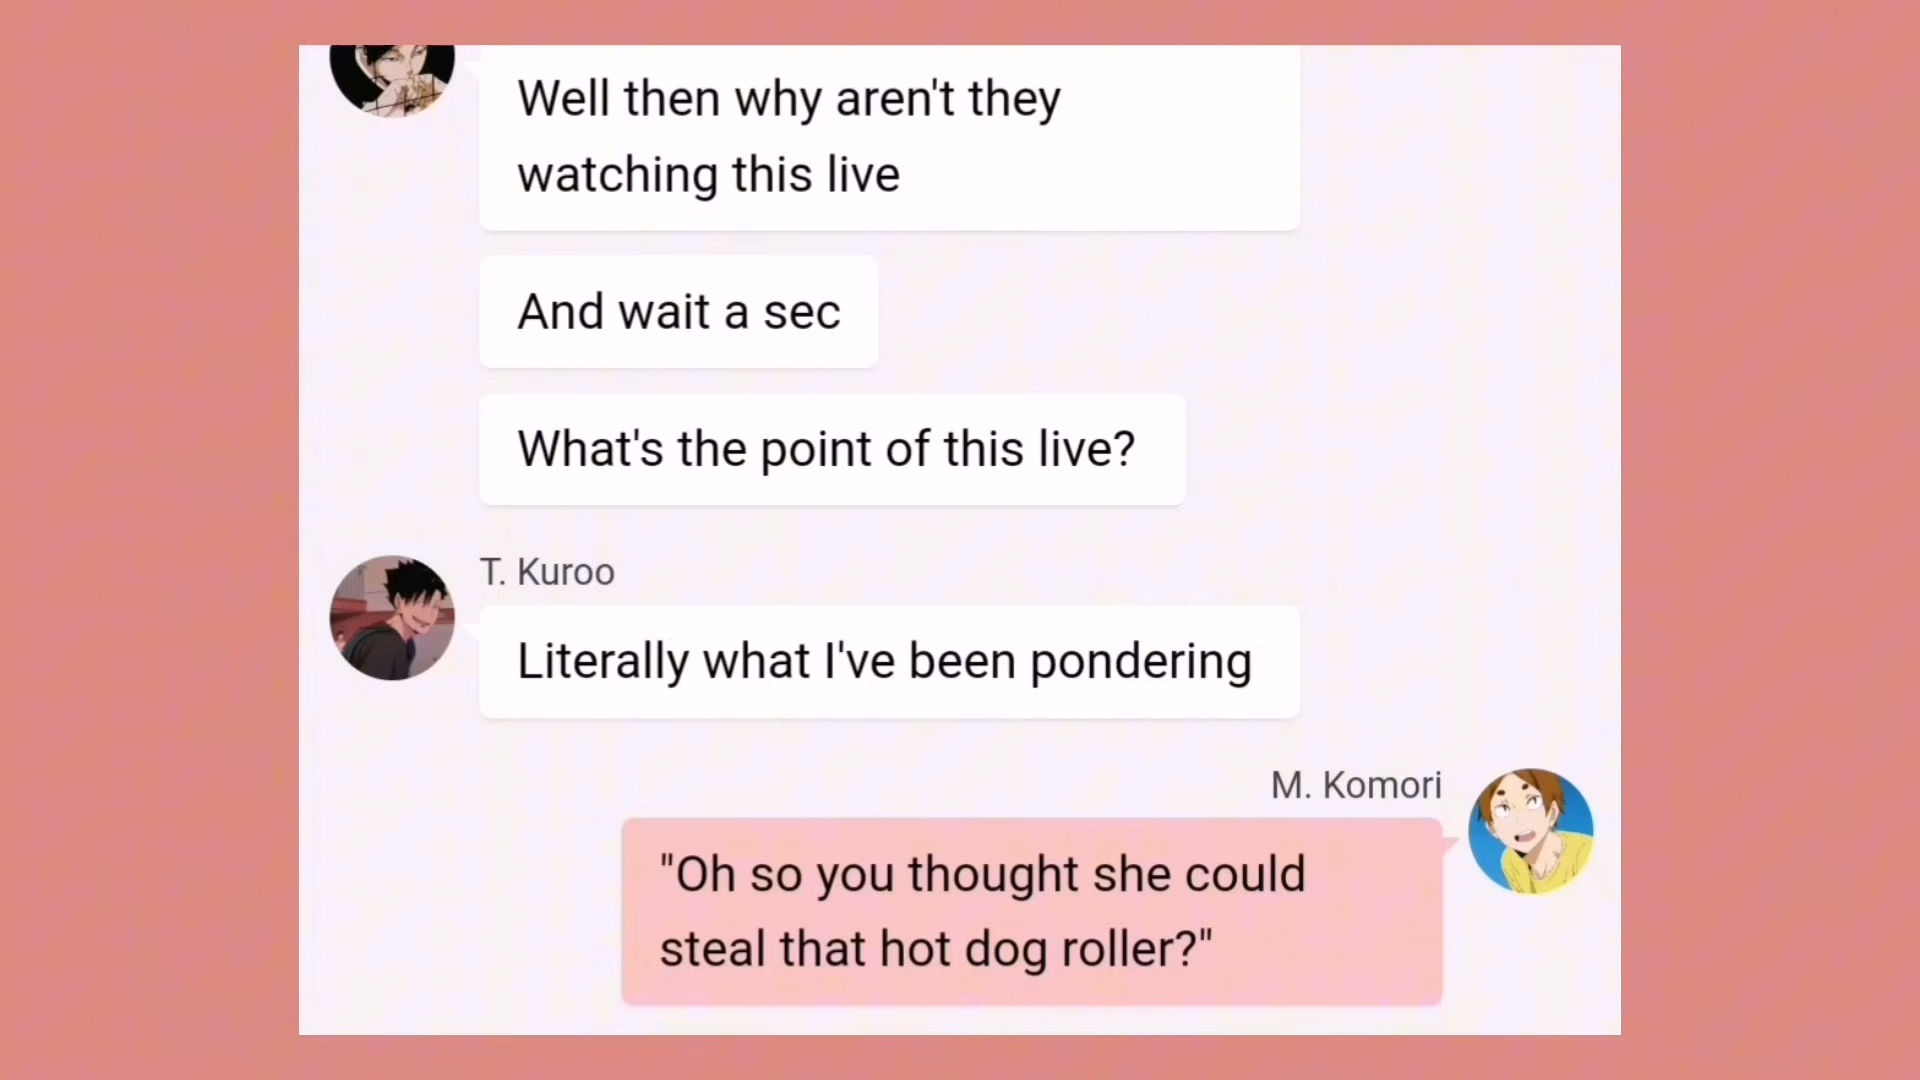 Well then why aren't they
watching this live
And wait a sec
What's the point of this live?
T. Kuroo
Literally what I've been pondering
M. Komori
"Oh so you thought she could
steal that hot dog roller?"